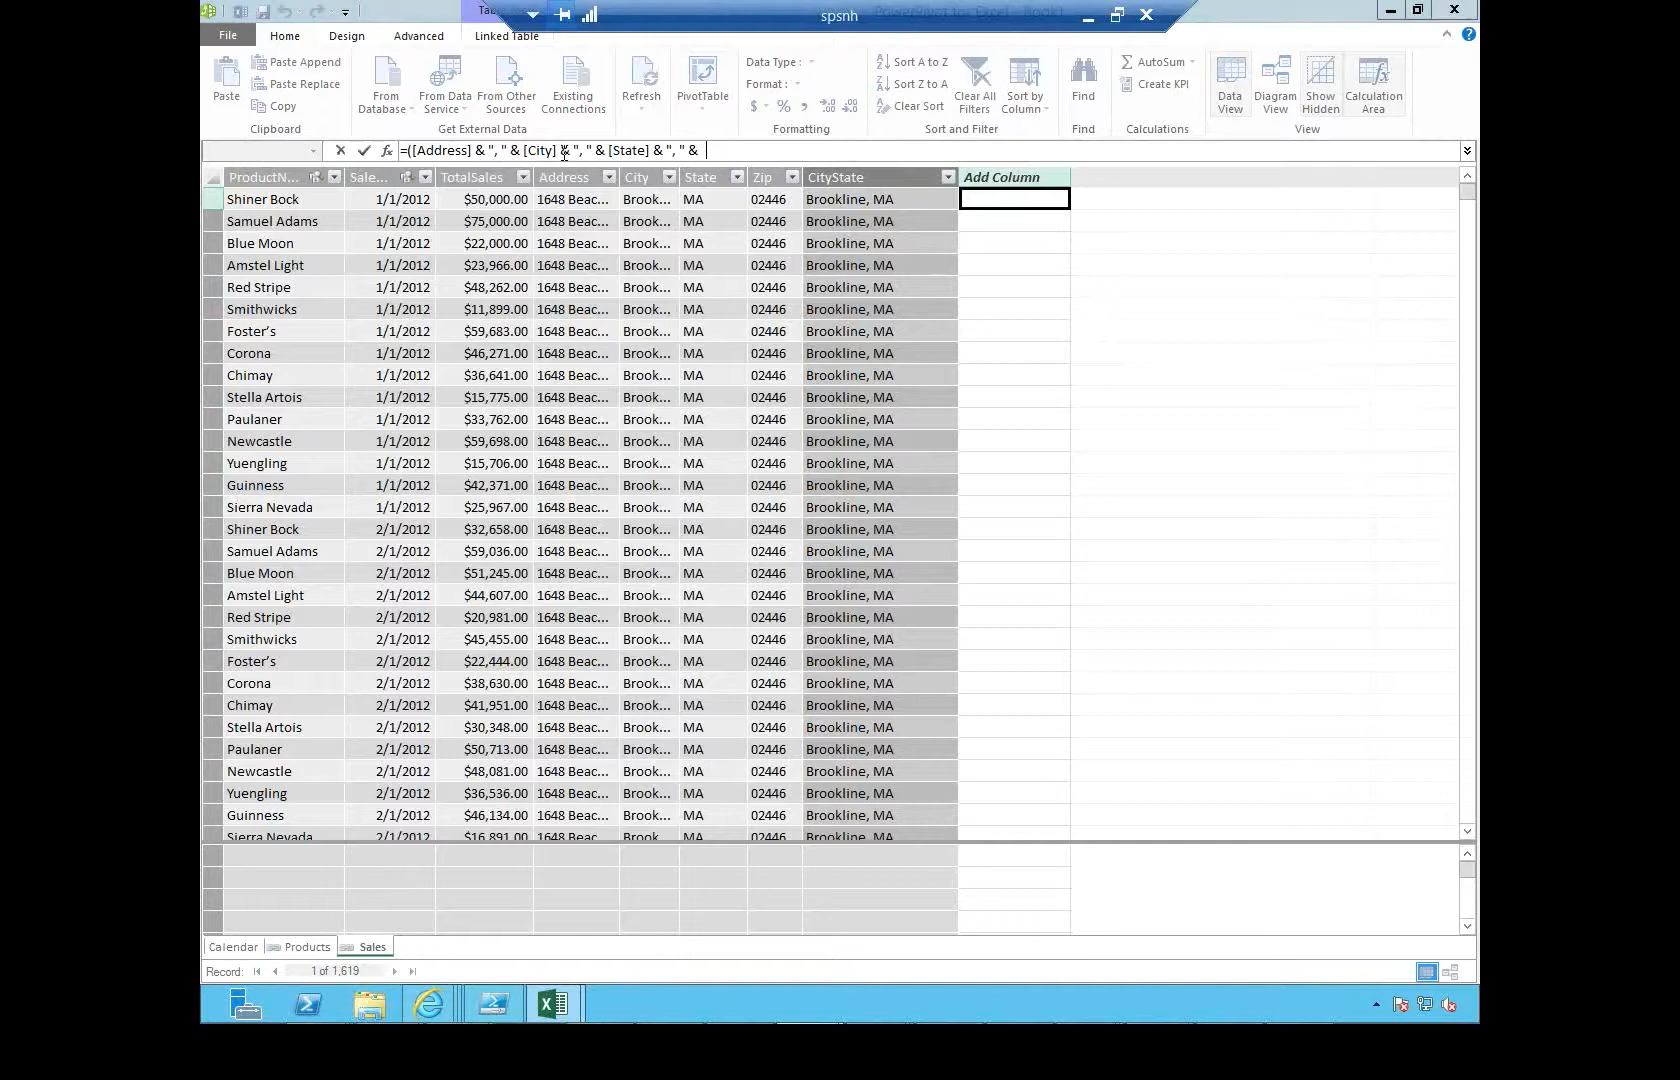 spsnh
File Home Design Advanced Linked Table
Paste
Paste Append
Paste Replace
Copy
Clipboard
From Database
From Data Service
From Other Sources
Existing Connections
Get External Data
Refresh
PivotTable
Data Type :
Format :
$ % ,
Formatting
Sort A to Z
Sort Z to A
Clear Sort
Clear All Filters
Sort by Column
Sort and Filter
Find
Find
AutoSum
Create KPI
Calculations
Data View
Diagram View
Show Hidden
Calculation Area
View
=([Address] & ", " & [City] & ", " & [State] & ", " &
ProductN... Sale... TotalSales Address City State Zip CityState Add Column
Shiner Bock 1/1/2012 $50,000.00 1648 Beac... Brook... MA 02446 Brookline, MA
Samuel Adams 1/1/2012 $75,000.00 1648 Beac... Brook... MA 02446 Brookline, MA
Blue Moon 1/1/2012 $22,000.00 1648 Beac... Brook... MA 02446 Brookline, MA
Amstel Light 1/1/2012 $23,966.00 1648 Beac... Brook... MA 02446 Brookline, MA
Red Stripe 1/1/2012 $48,262.00 1648 Beac... Brook... MA 02446 Brookline, MA
Smithwicks 1/1/2012 $11,899.00 1648 Beac... Brook... MA 02446 Brookline, MA
Foster's 1/1/2012 $59,683.00 1648 Beac... Brook... MA 02446 Brookline, MA
Corona 1/1/2012 $46,271.00 1648 Beac... Brook... MA 02446 Brookline, MA
Chimay 1/1/2012 $36,641.00 1648 Beac... Brook... MA 02446 Brookline, MA
Stella Artois 1/1/2012 $15,775.00 1648 Beac... Brook... MA 02446 Brookline, MA
Paulaner 1/1/2012 $33,762.00 1648 Beac... Brook... MA 02446 Brookline, MA
Newcastle 1/1/2012 $59,698.00 1648 Beac... Brook... MA 02446 Brookline, MA
Yuengling 1/1/2012 $15,706.00 1648 Beac... Brook... MA 02446 Brookline, MA
Guinness 1/1/2012 $42,371.00 1648 Beac... Brook... MA 02446 Brookline, MA
Sierra Nevada 1/1/2012 $25,967.00 1648 Beac... Brook... MA 02446 Brookline, MA
Shiner Bock 2/1/2012 $32,658.00 1648 Beac... Brook... MA 02446 Brookline, MA
Samuel Adams 2/1/2012 $59,036.00 1648 Beac... Brook... MA 02446 Brookline, MA
Blue Moon 2/1/2012 $51,245.00 1648 Beac... Brook... MA 02446 Brookline, MA
Amstel Light 2/1/2012 $44,607.00 1648 Beac... Brook... MA 02446 Brookline, MA
Red Stripe 2/1/2012 $20,981.00 1648 Beac... Brook... MA 02446 Brookline, MA
Smithwicks 2/1/2012 $45,455.00 1648 Beac... Brook... MA 02446 Brookline, MA
Foster's 2/1/2012 $22,444.00 1648 Beac... Brook... MA 02446 Brookline, MA
Corona 2/1/2012 $38,630.00 1648 Beac... Brook... MA 02446 Brookline, MA
Chimay 2/1/2012 $41,951.00 1648 Beac... Brook... MA 02446 Brookline, MA
Stella Artois 2/1/2012 $30,348.00 1648 Beac... Brook... MA 02446 Brookline, MA
Paulaner 2/1/2012 $50,713.00 1648 Beac... Brook... MA 02446 Brookline, MA
Newcastle 2/1/2012 $48,081.00 1648 Beac... Brook... MA 02446 Brookline, MA
Yuengling 2/1/2012 $36,536.00 1648 Beac... Brook... MA 02446 Brookline, MA
Guinness 2/1/2012 $46,134.00 1648 Beac... Brook... MA 02446 Brookline, MA
Sierra Nevada 2/1/2012 $16,891.00 1648 Beac Brook MA 02446 Brookline, MA
Calendar Products Sales
Record: 1 of 1,619